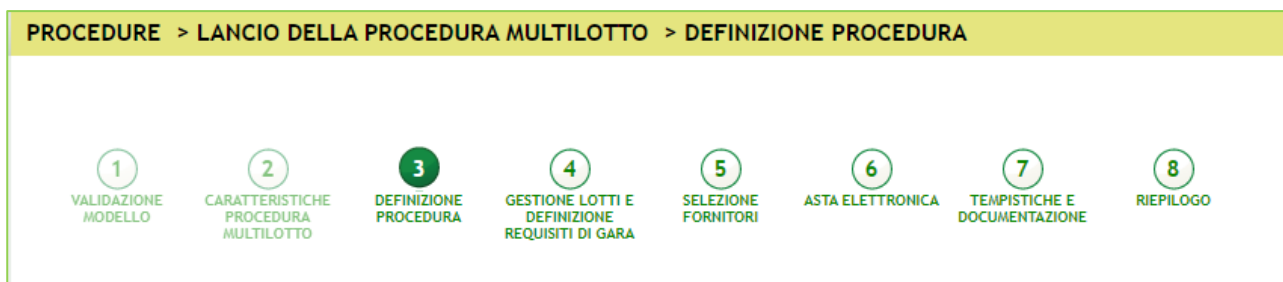 PROCEDURE > LANCIO DELLA PROCEDURA MULTILOTTO > DEFINIZIONE PROCEDURA
1
VALIDAZIONE
MODELLO
2
CARATTERISTICHE
PROCEDURA
MULTILOTTO
3
DEFINIZIONE
PROCEDURA
4
GESTIONE LOTTI E
DEFINIZIONE
REQUISITI DI GARA
5
SELEZIONE
FORNITORI
6
ASTA ELETTRONICA
7
TEMPISTICHE E
DOCUMENTAZIONE
8
RIEPILOGO